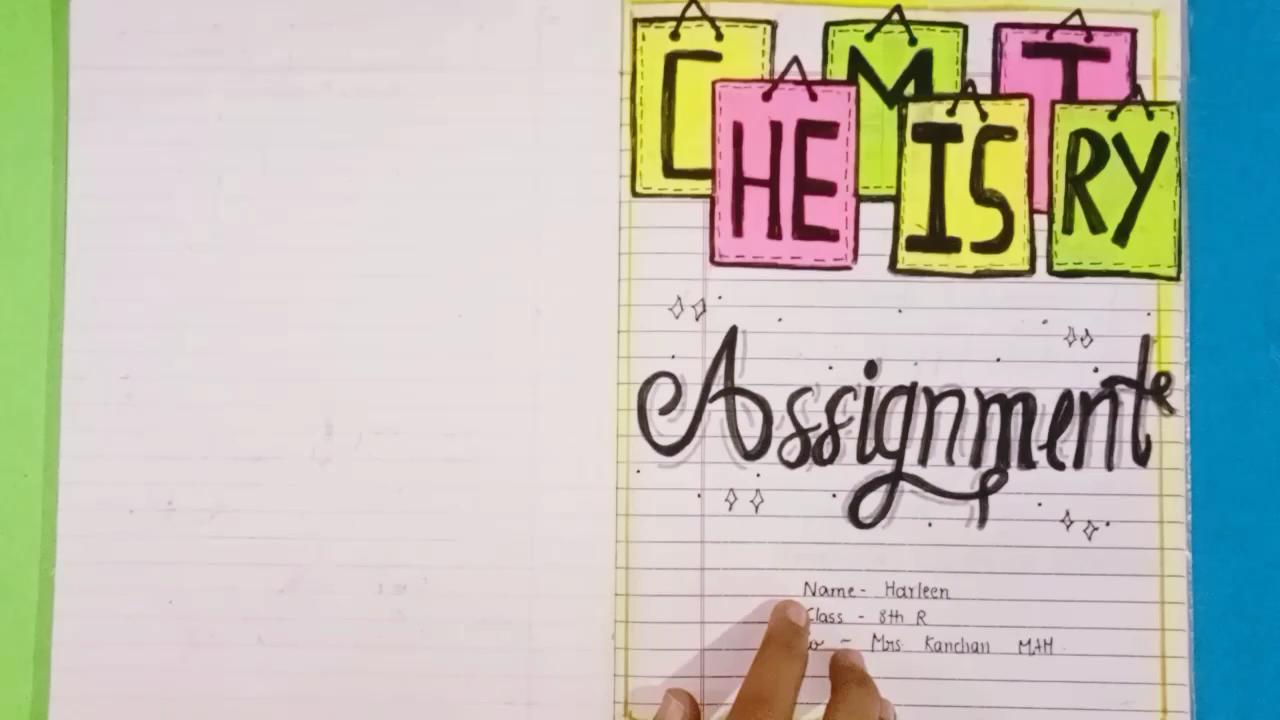 CHEMISTRY
Assignment
Name - Harleen
Class - 8th R
- Mrs Kanchan MAM